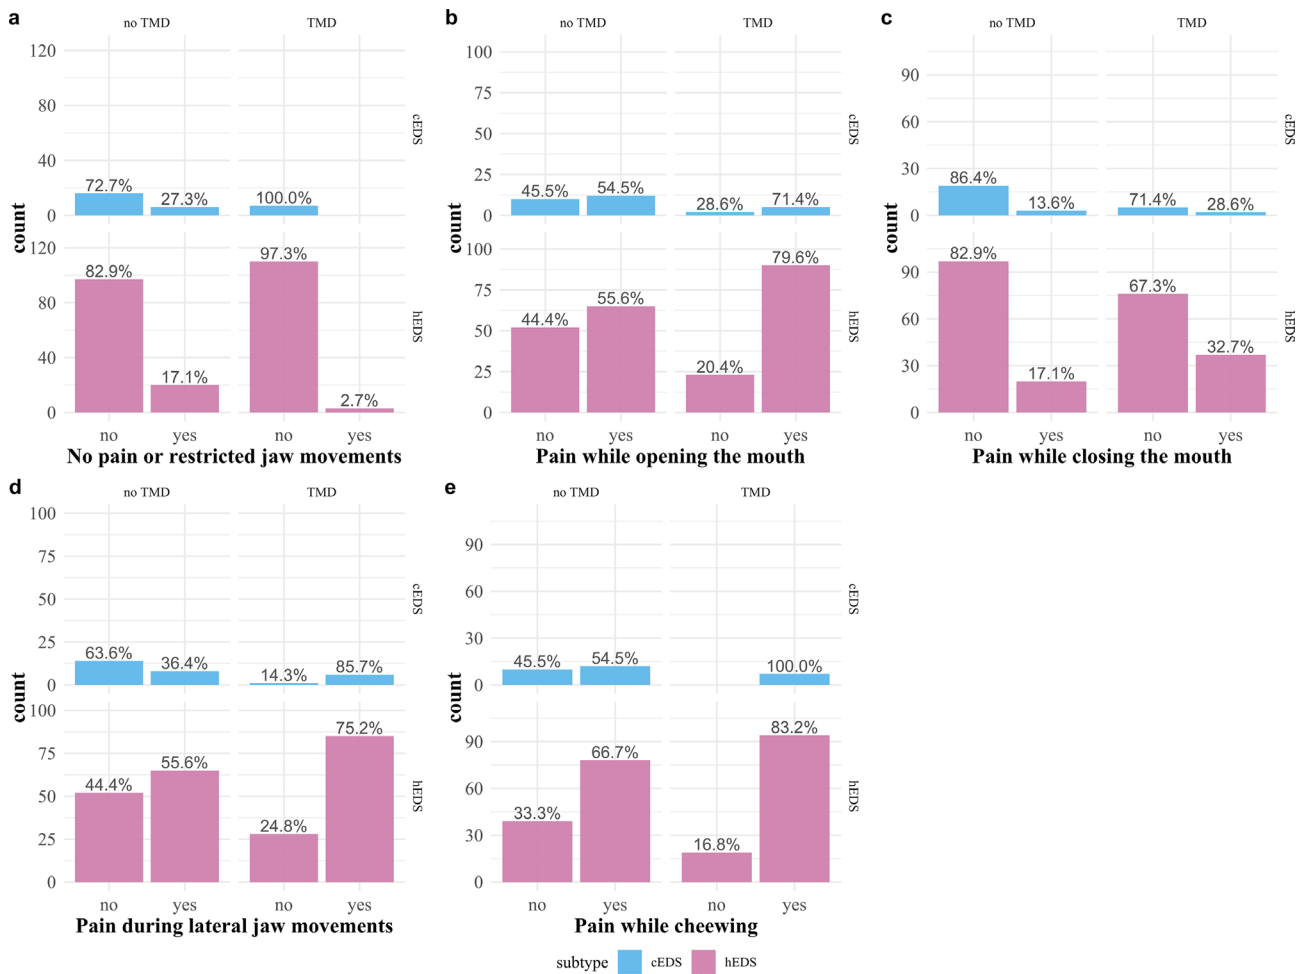 a
no TMD TMD
120
80
40
0
72.7% 27.3% 100.0%
cEDS
count
120
80
40
0
82.9% 17.1% 97.3% 2.7%
hEDS
no yes no yes
No pain or restricted jaw movements
b
no TMD TMD
100
75
50
25
0
45.5% 54.5% 28.6% 71.4%
cEDS
count
100
75
50
25
0
44.4% 55.6% 20.4% 79.6%
hEDS
no yes no yes
Pain while opening the mouth
c
no TMD TMD
90
60
30
0
86.4% 13.6% 71.4% 28.6%
cEDS
count
90
60
30
0
82.9% 17.1% 67.3% 32.7%
hEDS
no yes no yes
Pain while closing the mouth
d
no TMD TMD
100
75
50
25
0
63.6% 36.4% 14.3% 85.7%
cEDS
count
100
75
50
25
0
44.4% 55.6% 24.8% 75.2%
hEDS
no yes no yes
Pain during lateral jaw movements
e
no TMD TMD
90
60
30
0
45.5% 54.5% 100.0%
cEDS
count
90
60
30
0
33.3% 66.7% 16.8% 83.2%
hEDS
no yes no yes
Pain while cheewing
subtype cEDS hEDS